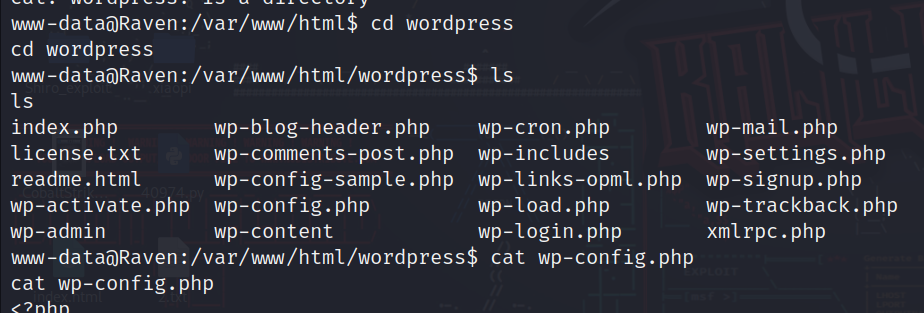 www-data@Raven:/var/www/html$ cd wordpress
cd wordpress
www-data@Raven:/var/www/html/wordpress$ ls
ls
index.php wp-blog-header.php wp-cron.php wp-mail.php
license.txt wp-comments-post.php wp-includes wp-settings.php
readme.html wp-config-sample.php wp-links-opml.php wp-signup.php
wp-activate.php wp-config.php wp-load.php wp-trackback.php
wp-admin wp-content wp-login.php xmlrpc.php
www-data@Raven:/var/www/html/wordpress$ cat wp-config.php
cat wp-config.php
<?php